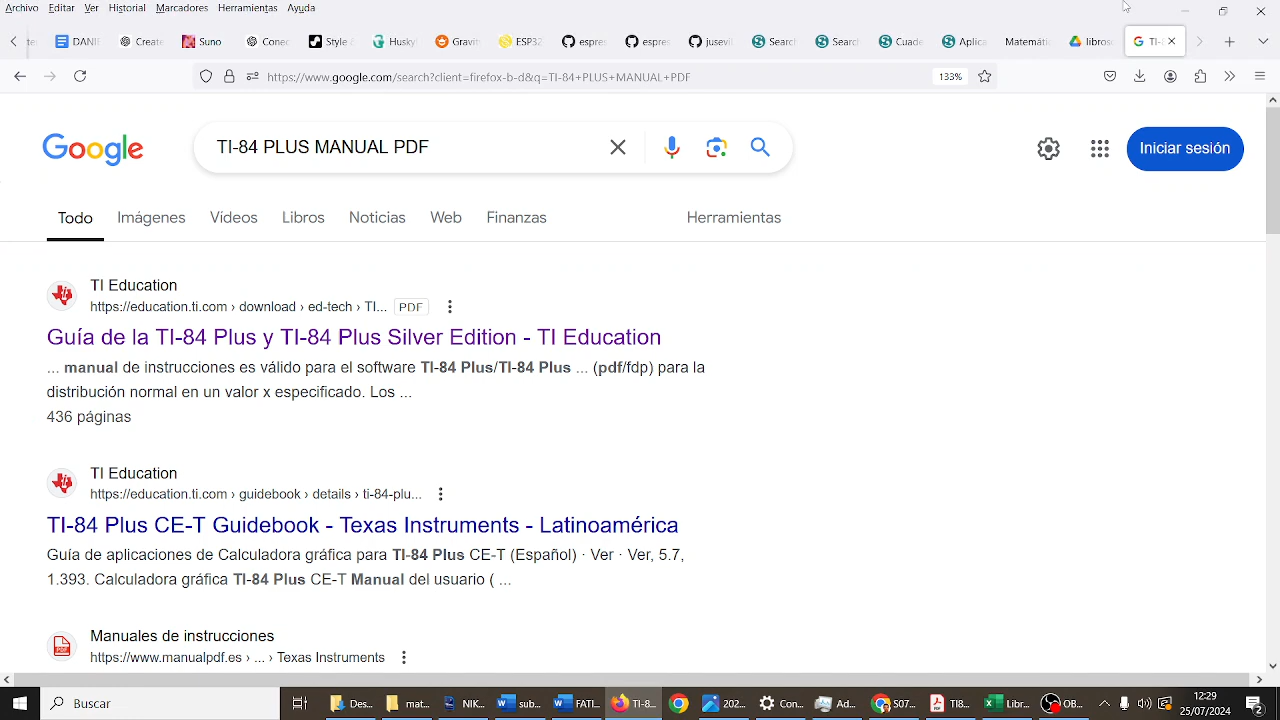 Archivo Editar Ver Historial Marcadores Herramientas Ayuda
DANIE Create Suno Conec Style & Husky Gravit ESP32 espres espres jusevil Search Search Cuade Aplica Matemátic libros TI-
https://www.google.com/search?client=firefox-b-d&q=TI-84+PLUS+MANUAL+PDF 133%
Google TI-84 PLUS MANUAL PDF Iniciar sesión
Todo Imágenes Videos Libros Noticias Web Finanzas Herramientas
TI Education
https://education.ti.com › download › ed-tech › TI... PDF
Guía de la TI-84 Plus y TI-84 Plus Silver Edition - TI Education
... manual de instrucciones es válido para el software TI-84 Plus/TI-84 Plus ... (pdf/fdp) para la
distribución normal en un valor x especificado. Los ...
436 páginas
TI Education
https://education.ti.com › guidebook › details › ti-84-plu...
TI-84 Plus CE-T Guidebook - Texas Instruments - Latinoamérica
Guía de aplicaciones de Calculadora gráfica para TI-84 Plus CE-T (Español) · Ver · Ver, 5.7,
1.393. Calculadora gráfica TI-84 Plus CE-T Manual del usuario ( ...
PDF
Manuales de instrucciones
https://www.manualpdf.es › ... › Texas Instruments
Buscar Des... mat... NIK... sub... FATI... TI-8... 202... Con... Ad... S07... TI8... Libr... OB... 12:29
25/07/2024 2